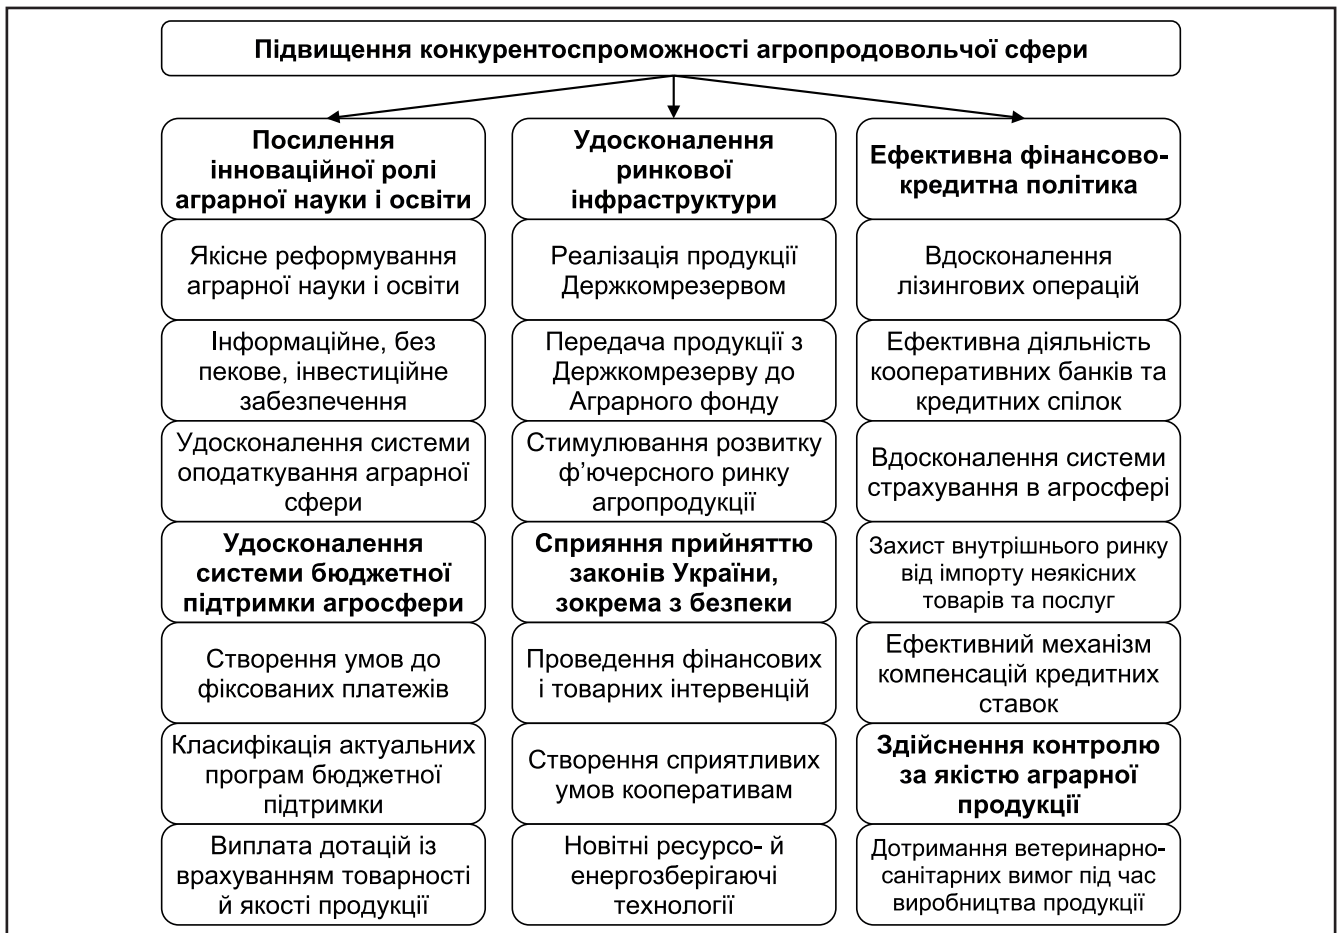 Підвищення конкурентоспроможності агропродовольчої сфери
Посилення
інноваційної ролі
аграрної науки і освіти
Якісне реформування
аграрної науки і освіти
Інформаційне, без
пекове, інвестиційне
забезпечення
Удосконалення системи
оподаткування аграрної
сфери
Удосконалення
системи бюджетної
підтримки агросфери
Створення умов до
фіксованих платежів
Класифікація актуальних
програм бюджетної
підтримки
Виплата дотацій із
врахуванням товарності
й якості продукції
Удосконалення
ринкової
інфраструктури
Реалізація продукції
Держкомрезервом
Передача продукції з
Держкомрезерву до
Аграрного фонду
Стимулювання розвитку
ф’ючерсного ринку
агропродукції
Сприяння прийняттю
законів України,
зокрема з безпеки
Проведення фінансових
і товарних інтервенцій
Створення сприятливих
умов кооперативам
Новітні ресурсо- й
енергозберігаючі
технології
Ефективна фінансово-
кредитна політика
Вдосконалення
лізингових операцій
Ефективна діяльність
кооперативних банків та
кредитних спілок
Вдосконалення системи
страхування в агросфері
Захист внутрішнього ринку
від імпорту неякісних
товарів та послуг
Ефективний механізм
компенсацій кредитних
ставок
Здійснення контролю
за якістю аграрної
продукції
Дотримання ветеринарно-
санітарних вимог під час
виробництва продукції